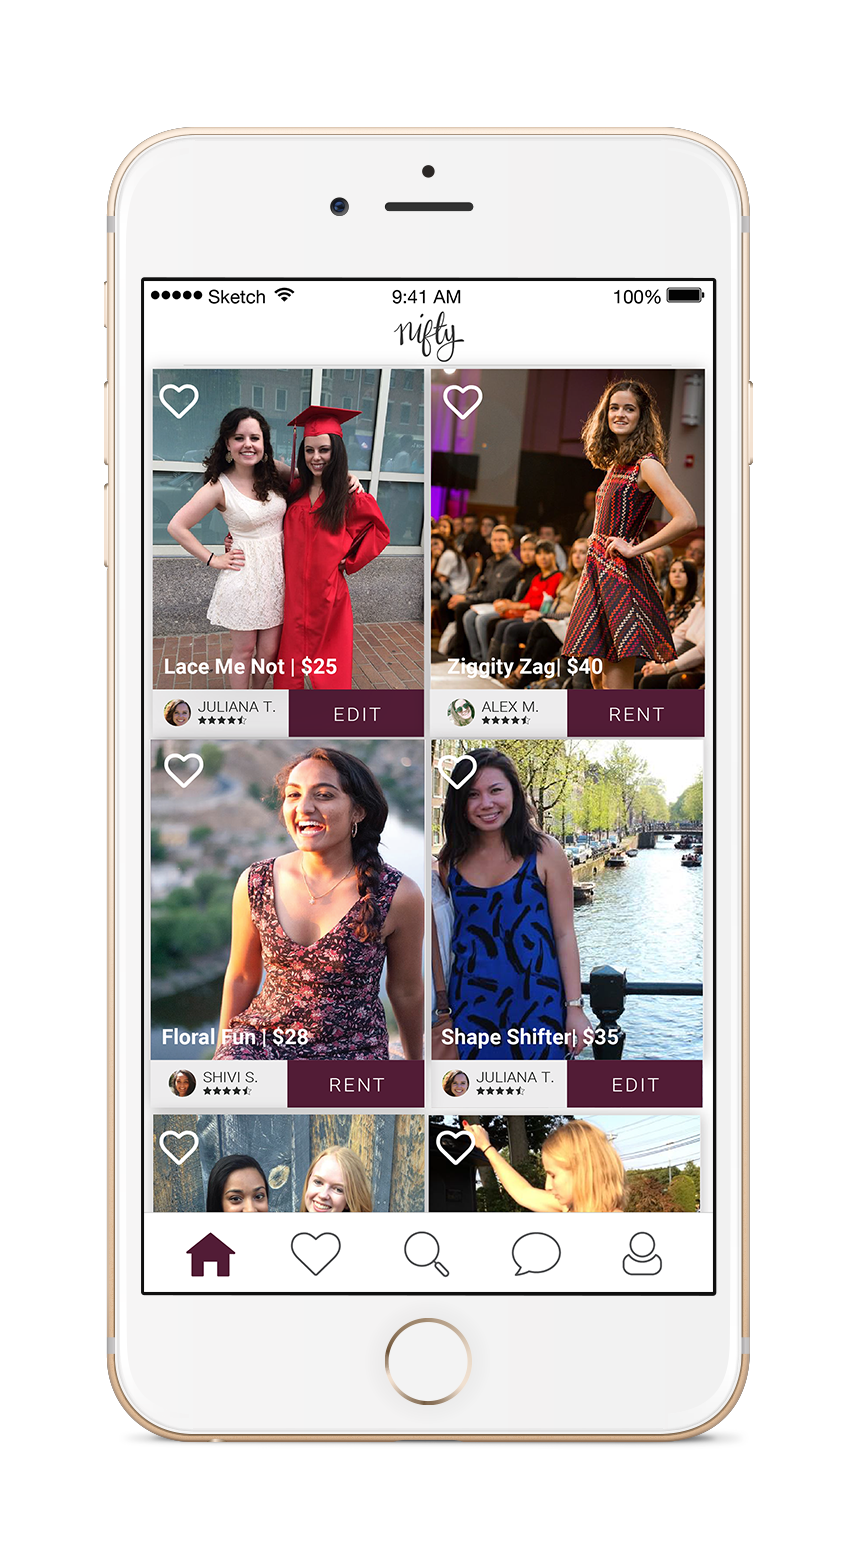 Sketch 9:41 AM 100%
nifty
Lace Me Not | $25
Ziggity Zag| $40
JULIANA T. EDIT
ALEX M. RENT
Floral Fun | $28
Shape Shifter| $35
SHIVI S. RENT
JULIANA T. EDIT